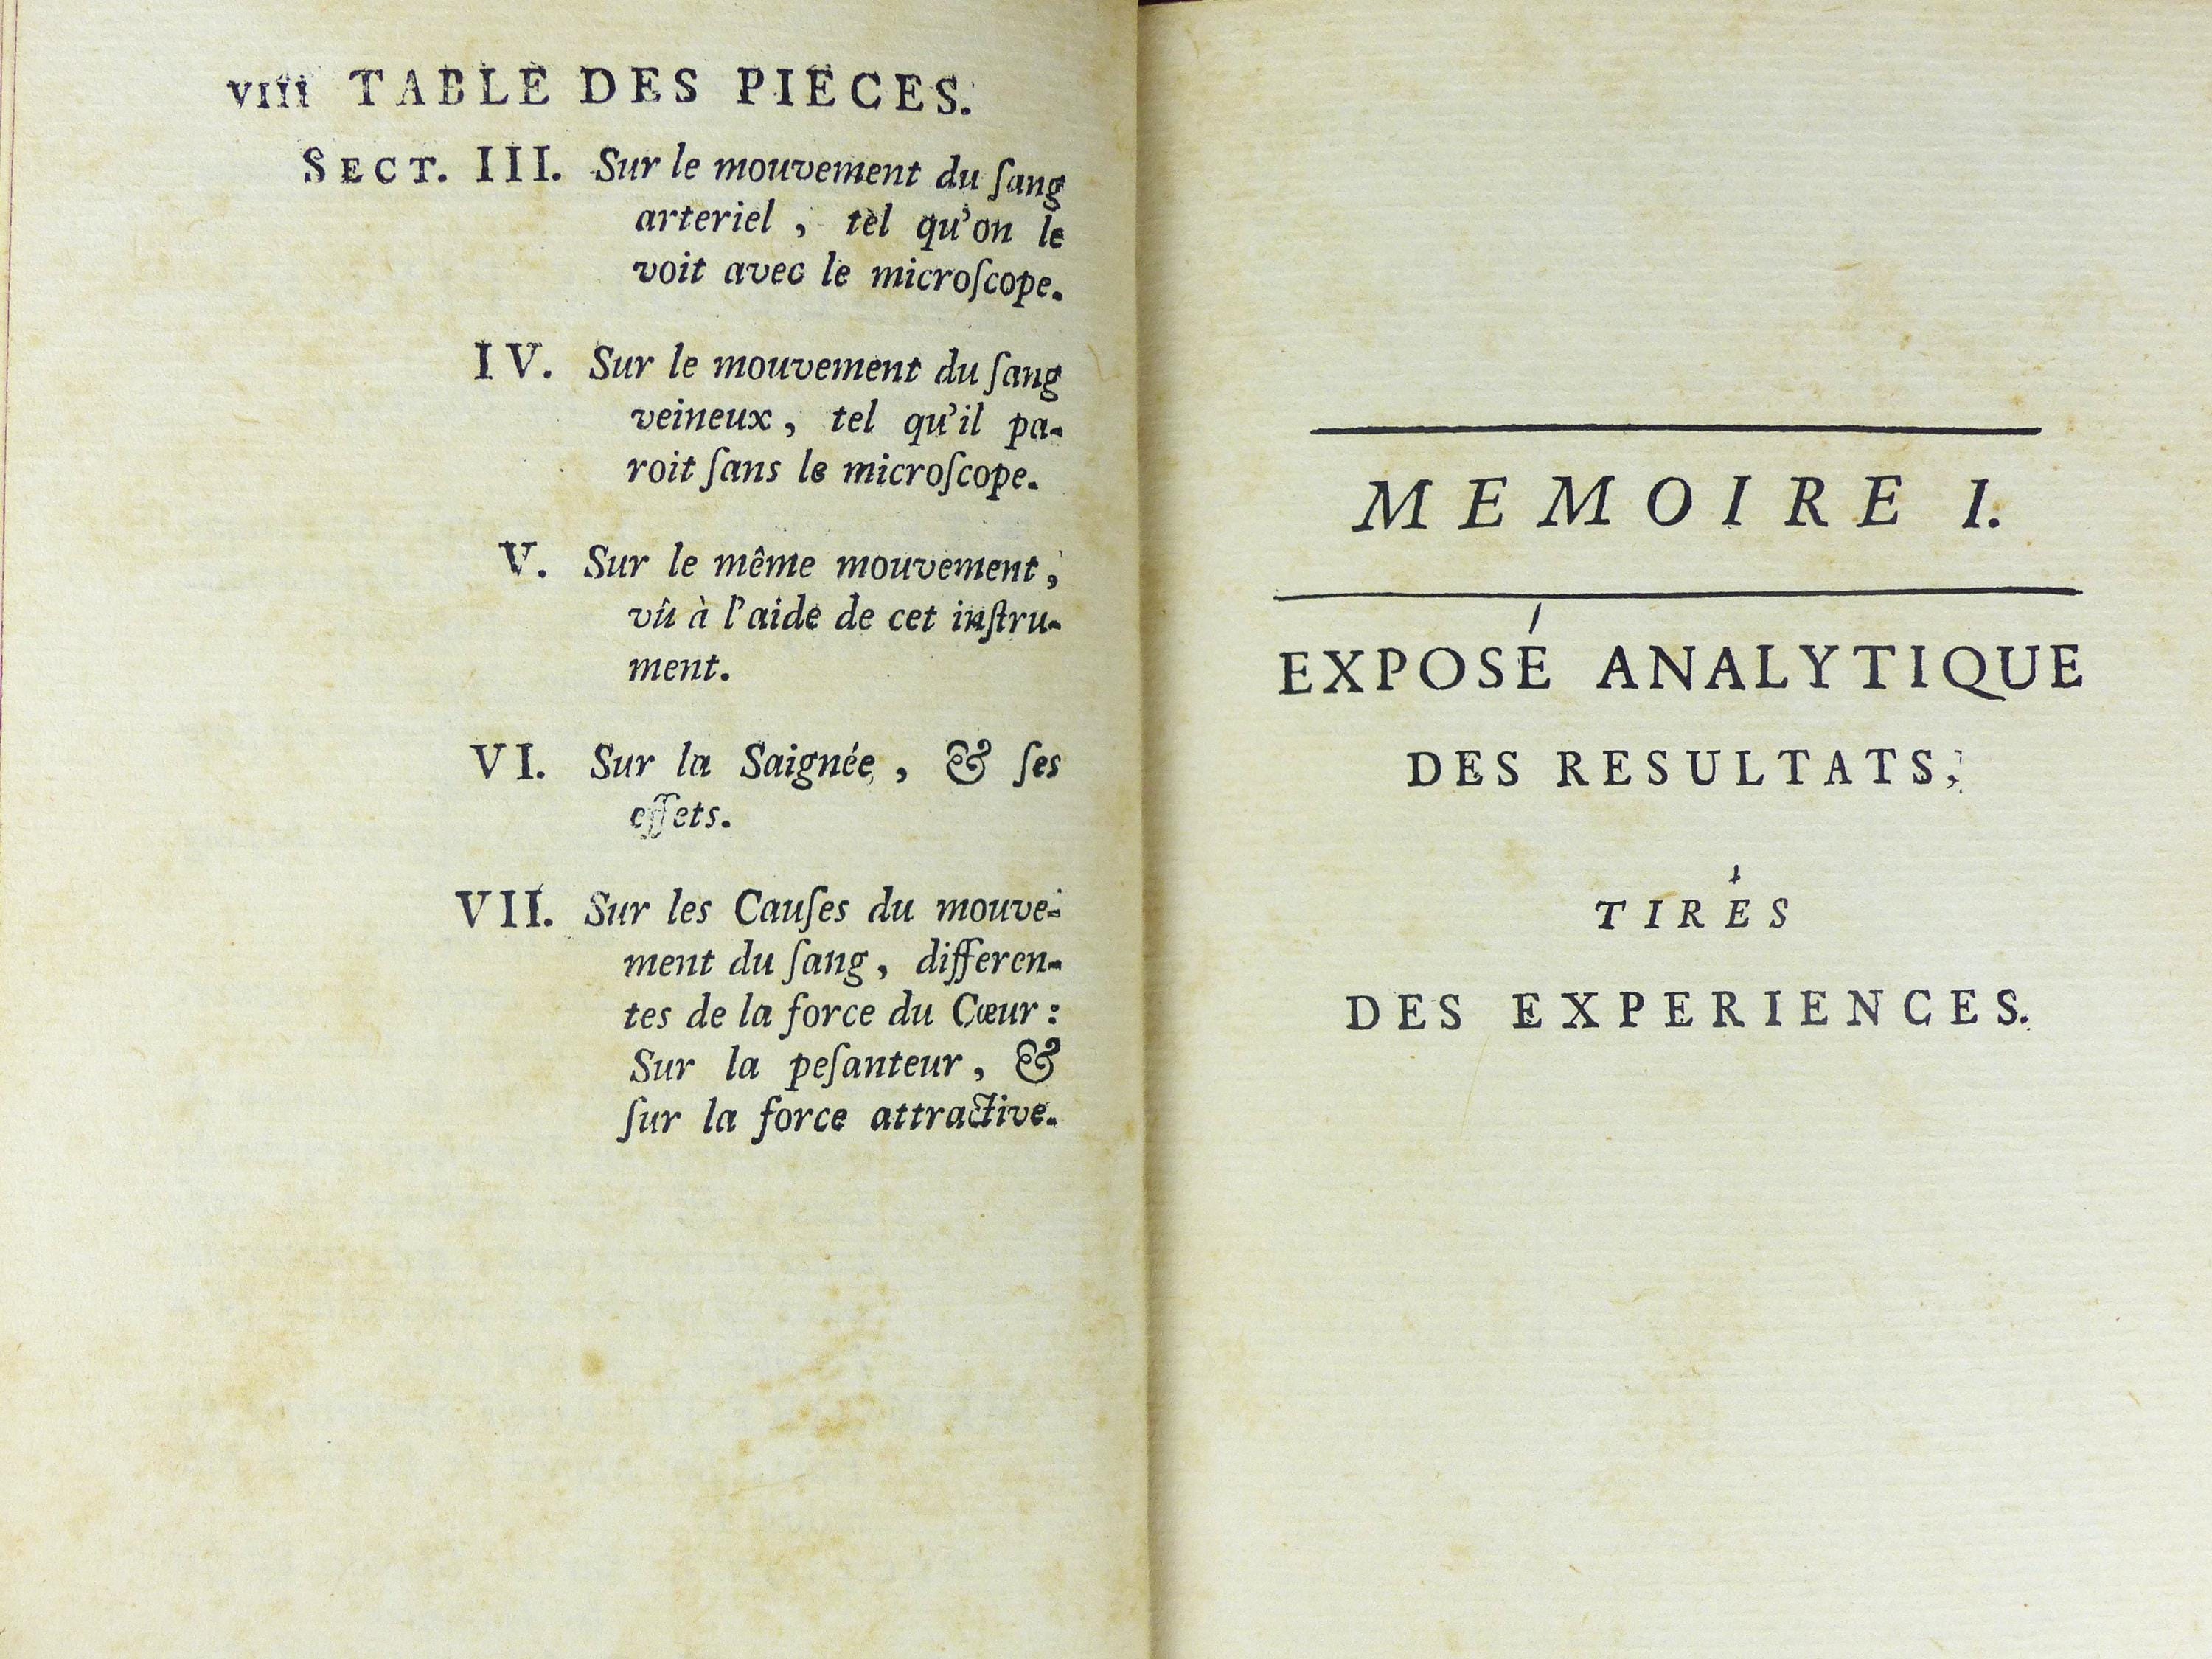 viii TABLE DES PIECES.
SECT. III. Sur le mouvement du ſang
arteriel, tel qu'on le
voit avec le microſcope.
IV. Sur le mouvement du ſang
veineux, tel qu'il pa-
roit ſans le microſcope.
V. Sur le même mouvement,
vû à l'aide de cet inſtru-
ment.
VI. Sur la Saignée, & ſes
effets.
VII. Sur les Cauſes du mouve-
ment du ſang, differen-
tes de la force du Cœur:
Sur la peſanteur, &
ſur la force attractive.
MEMOIRE I.
EXPOSÉ ANALYTIQUE
DES RESULTATS,
TIRÉS
DES EXPERIENCES.